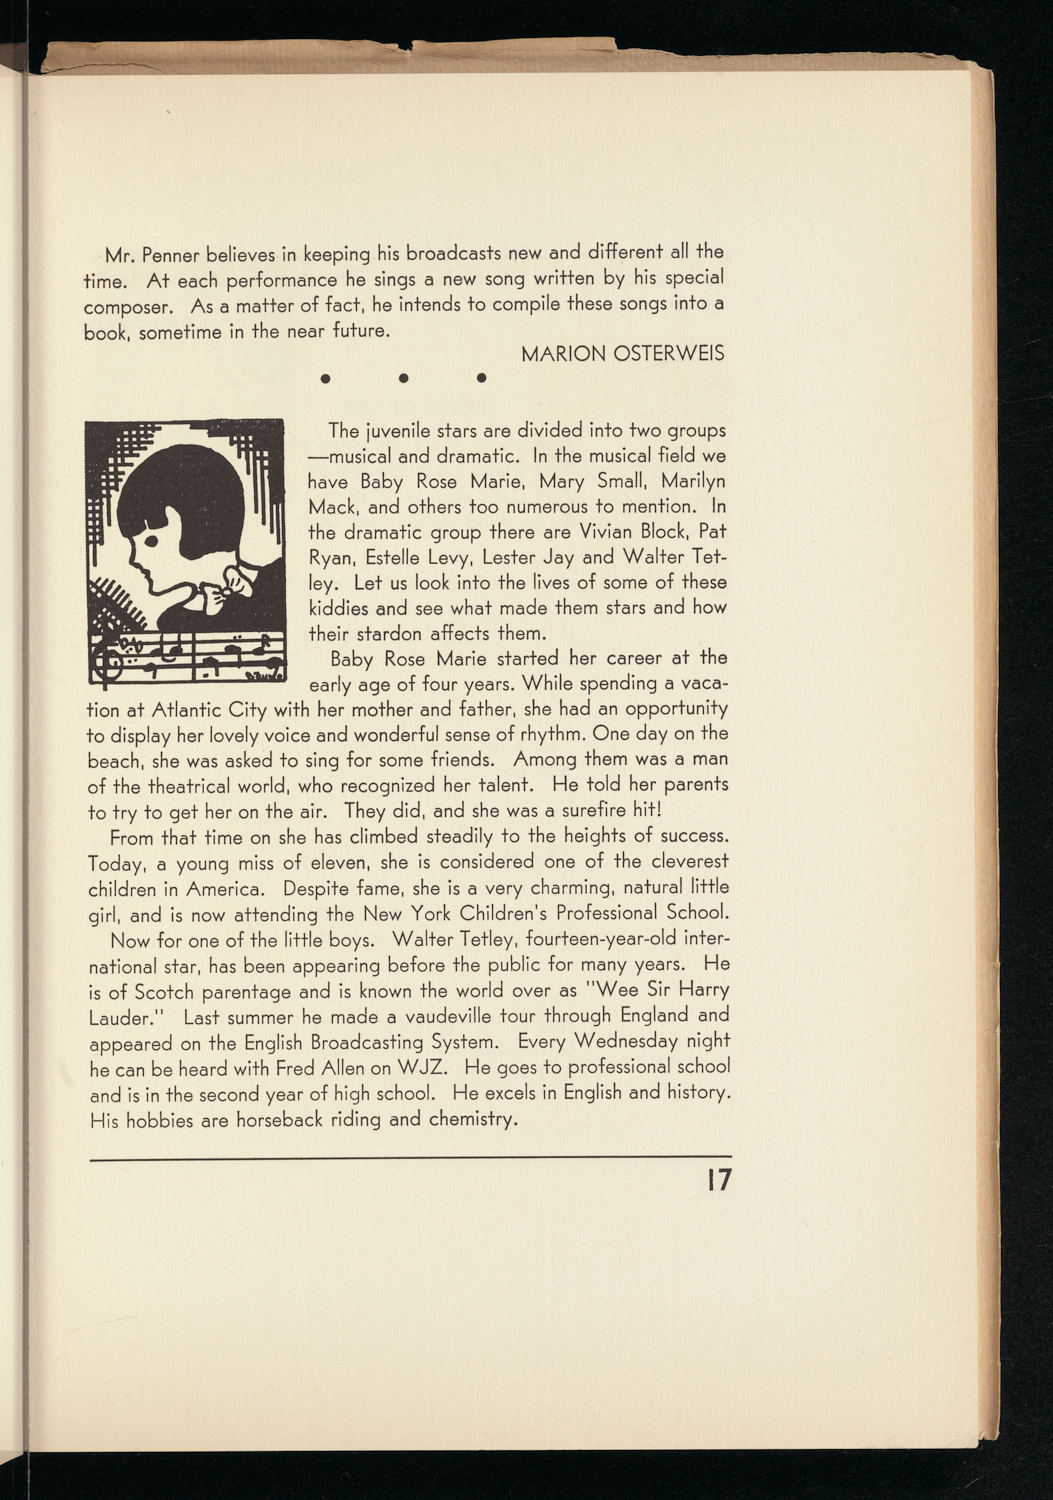 Mr. Penner believes in keeping his broadcasts new and different all the
time. At each performance he sings a new song written by his special
composer. As a matter of fact, he intends to compile these songs into a
book, sometime in the near future.
MARION OSTERWEIS
• • •
The juvenile stars are divided into two groups
—musical and dramatic. In the musical field we
have Baby Rose Marie, Mary Small, Marilyn
Mack, and others too numerous to mention. In
the dramatic group there are Vivian Block, Pat
Ryan, Estelle Levy, Lester Jay and Walter Tet-
ley. Let us look into the lives of some of these
kiddies and see what made them stars and how
their stardon affects them.
Baby Rose Marie started her career at the
early age of four years. While spending a vaca-
tion at Atlantic City with her mother and father, she had an opportunity
to display her lovely voice and wonderful sense of rhythm. One day on the
beach, she was asked to sing for some friends. Among them was a man
of the theatrical world, who recognized her talent. He told her parents
to try to get her on the air. They did, and she was a surefire hit!
From that time on she has climbed steadily to the heights of success.
Today, a young miss of eleven, she is considered one of the cleverest
children in America. Despite fame, she is a very charming, natural little
girl, and is now attending the New York Children's Professional School.
Now for one of the little boys. Walter Tetley, fourteen-year-old inter-
national star, has been appearing before the public for many years. He
is of Scotch parentage and is known the world over as "Wee Sir Harry
Lauder." Last summer he made a vaudeville tour through England and
appeared on the English Broadcasting System. Every Wednesday night
he can be heard with Fred Allen on WJZ. He goes to professional school
and is in the second year of high school. He excels in English and history.
His hobbies are horseback riding and chemistry.
17